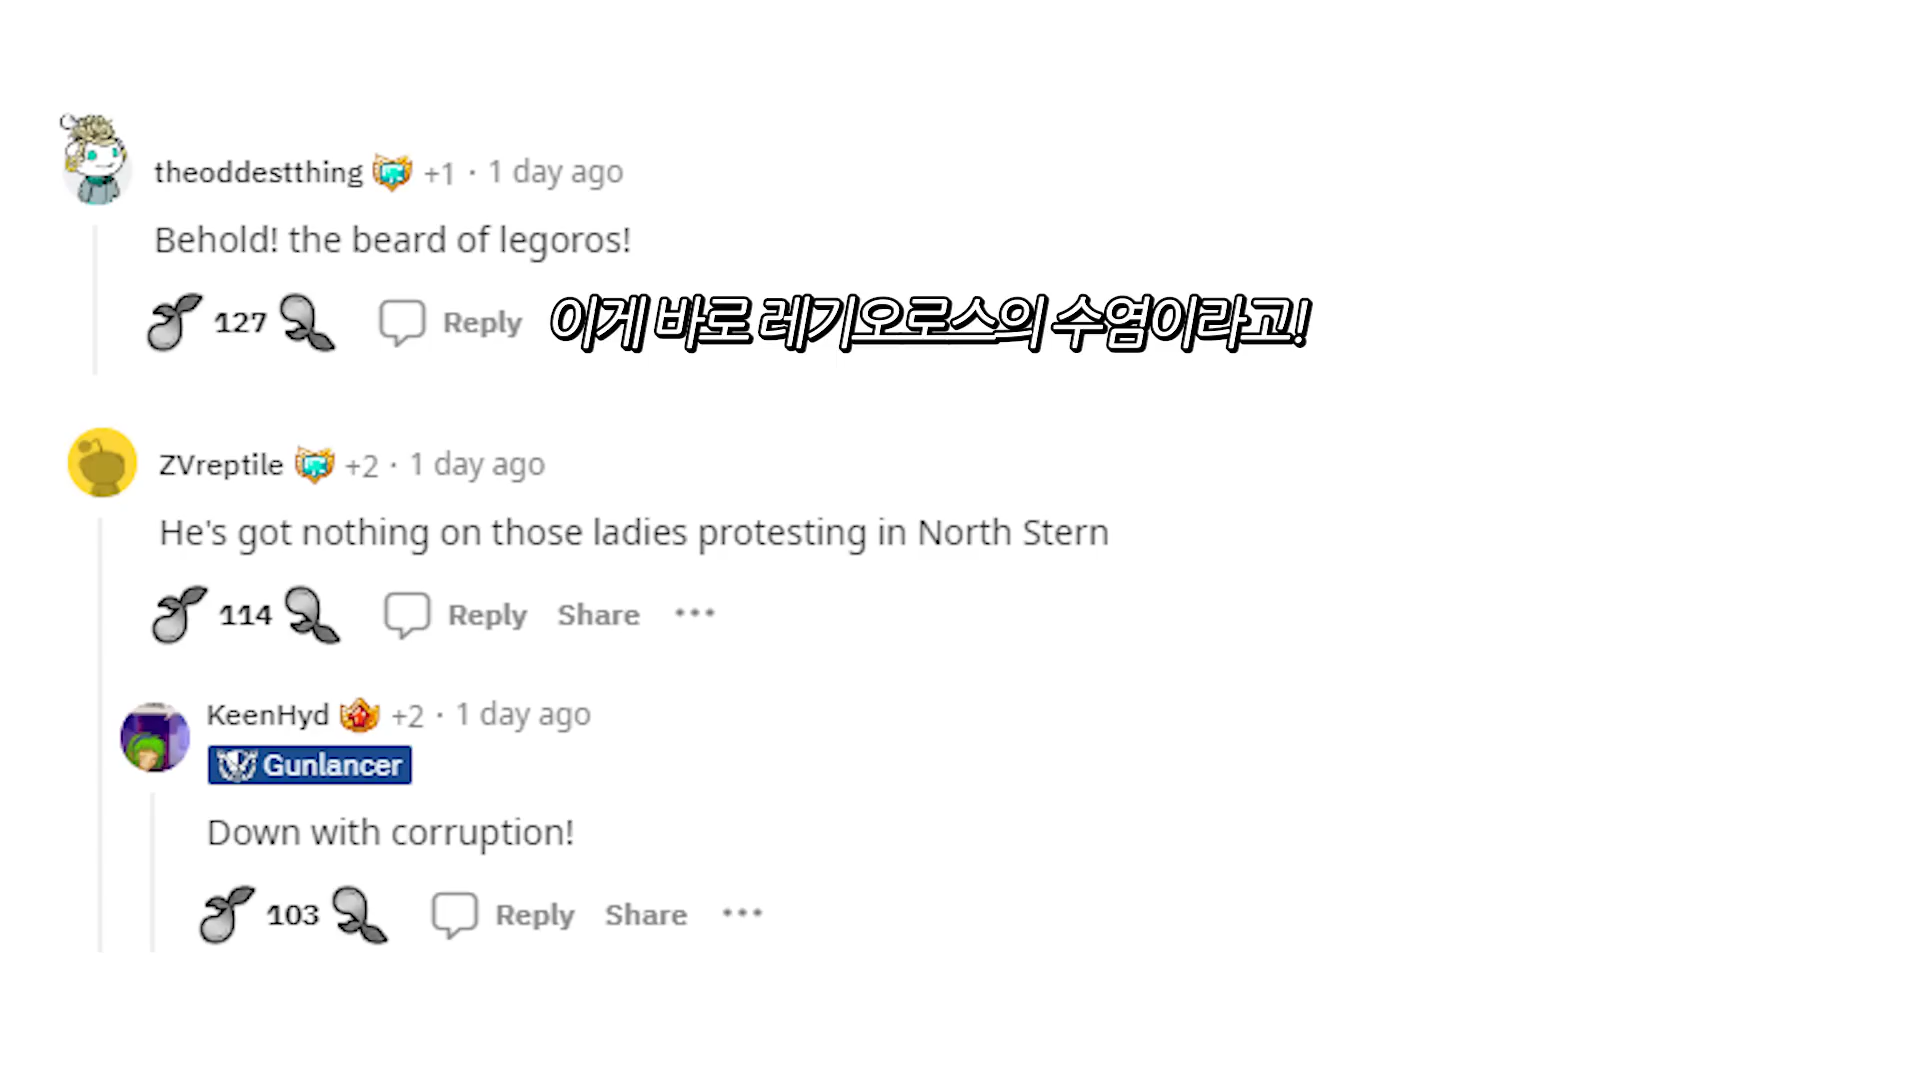 theoddestthing +1 · 1 day ago
Behold! the beard of legoros!
127 Reply 이게 바로 레기오로스의 수염이라고!
ZVreptile +2 · 1 day ago
He's got nothing on those ladies protesting in North Stern
114 Reply Share ···
KeenHyd +2 · 1 day ago
Gunlancer
Down with corruption!
103 Reply Share ···